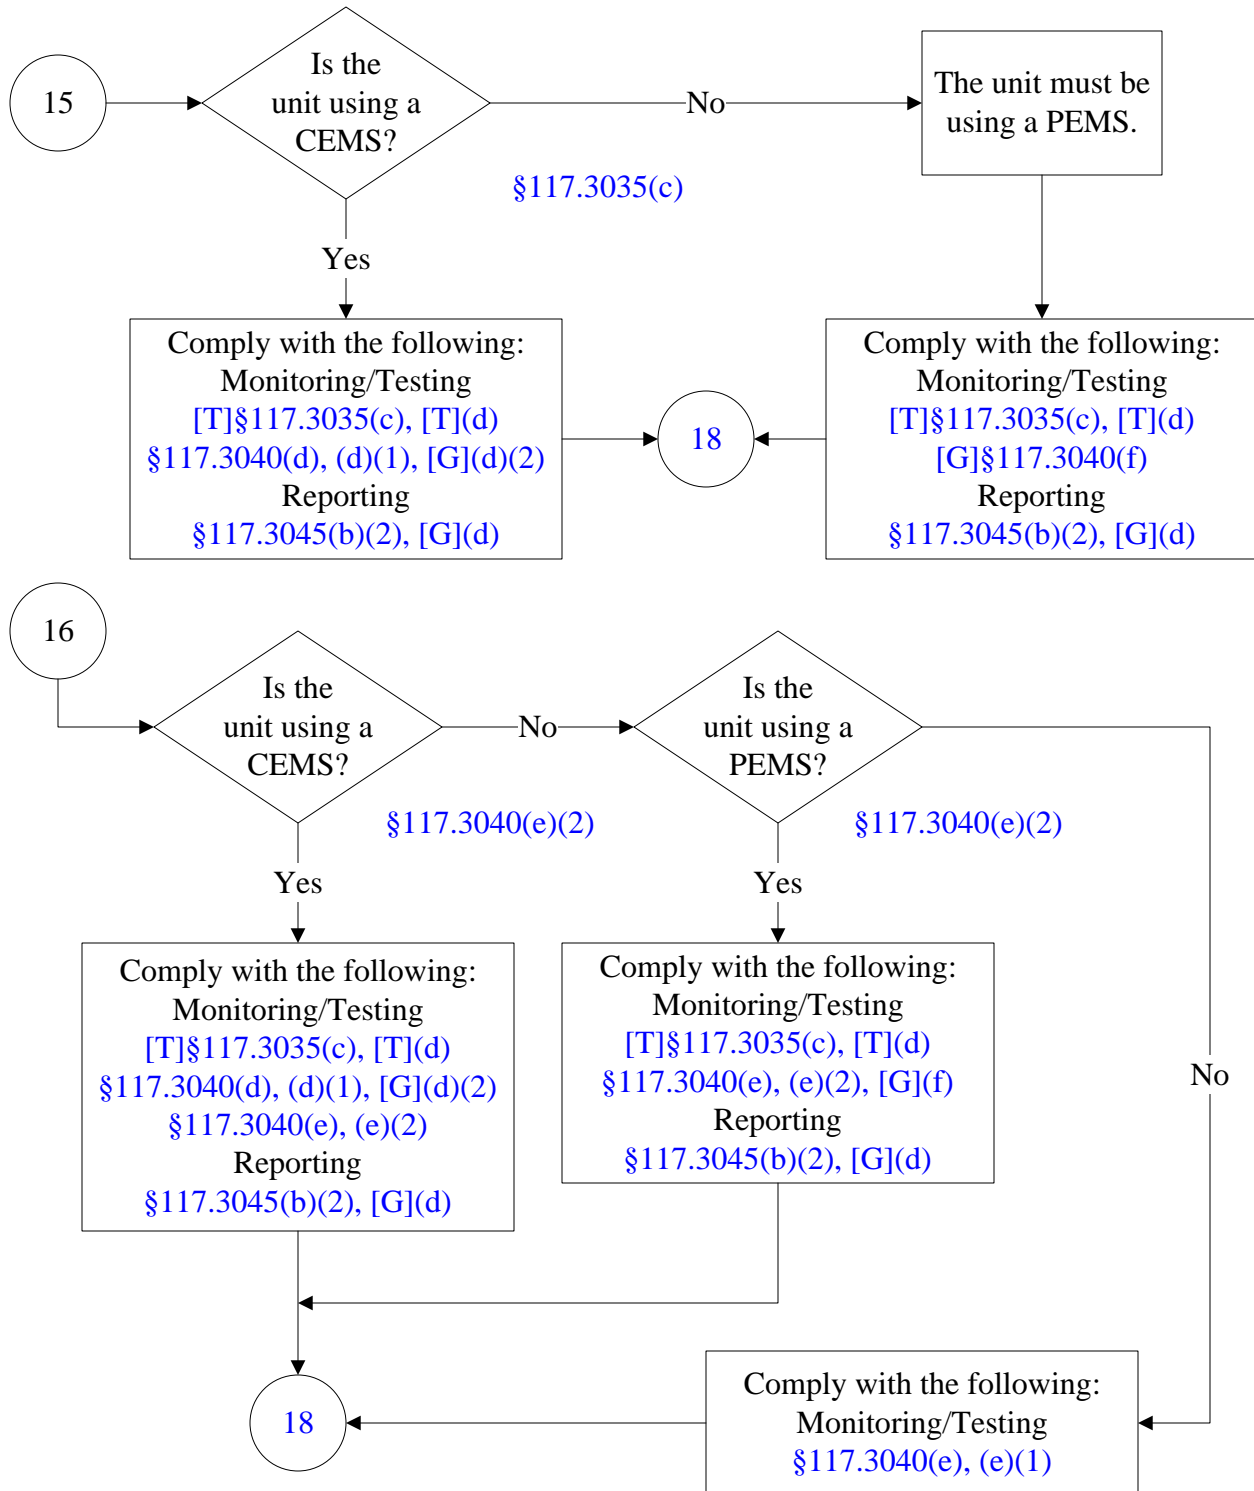 15
Is the
unit using a
CEMS?
No
The unit must be
using a PEMS.
§117.3035(c)
Yes
Comply with the following:
Monitoring/Testing
[T]§117.3035(c), [T](d)
§117.3040(d), (d)(1), [G](d)(2)
Reporting
§117.3045(b)(2), [G](d)
18
Comply with the following:
Monitoring/Testing
[T]§117.3035(c), [T](d)
[G]§117.3040(f)
Reporting
§117.3045(b)(2), [G](d)
16
Is the
unit using a
CEMS?
No
Is the
unit using a
PEMS?
§117.3040(e)(2)
§117.3040(e)(2)
Yes
Yes
No
Comply with the following:
Monitoring/Testing
[T]§117.3035(c), [T](d)
§117.3040(d), (d)(1), [G](d)(2)
§117.3040(e), (e)(2)
Reporting
§117.3045(b)(2), [G](d)
Comply with the following:
Monitoring/Testing
[T]§117.3035(c), [T](d)
§117.3040(e), (e)(2), [G](f)
Reporting
§117.3045(b)(2), [G](d)
18
Comply with the following:
Monitoring/Testing
§117.3040(e), (e)(1)